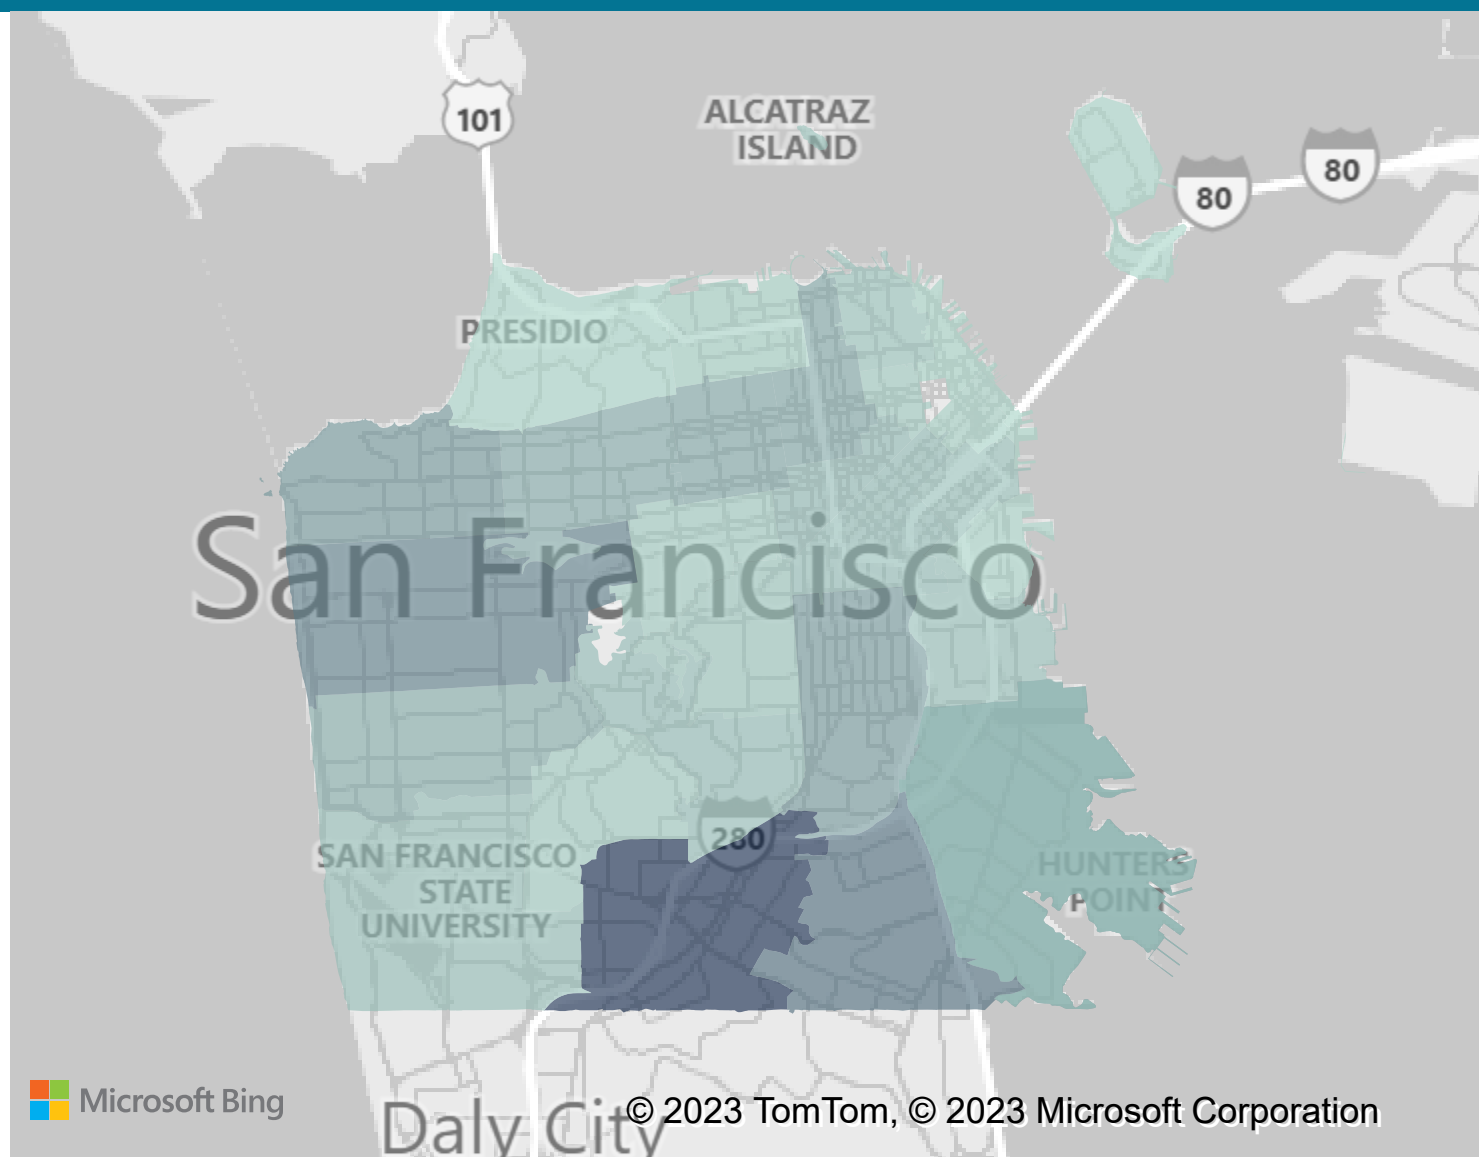 101
ALCATRAZ
ISLAND
80
80
PRESIDIO
San Francisco
280
SAN FRANCISCO
STATE
UNIVERSITY
HUNTERS
POINT
Microsoft Bing
Daly City
© 2023 TomTom, © 2023 Microsoft Corporation